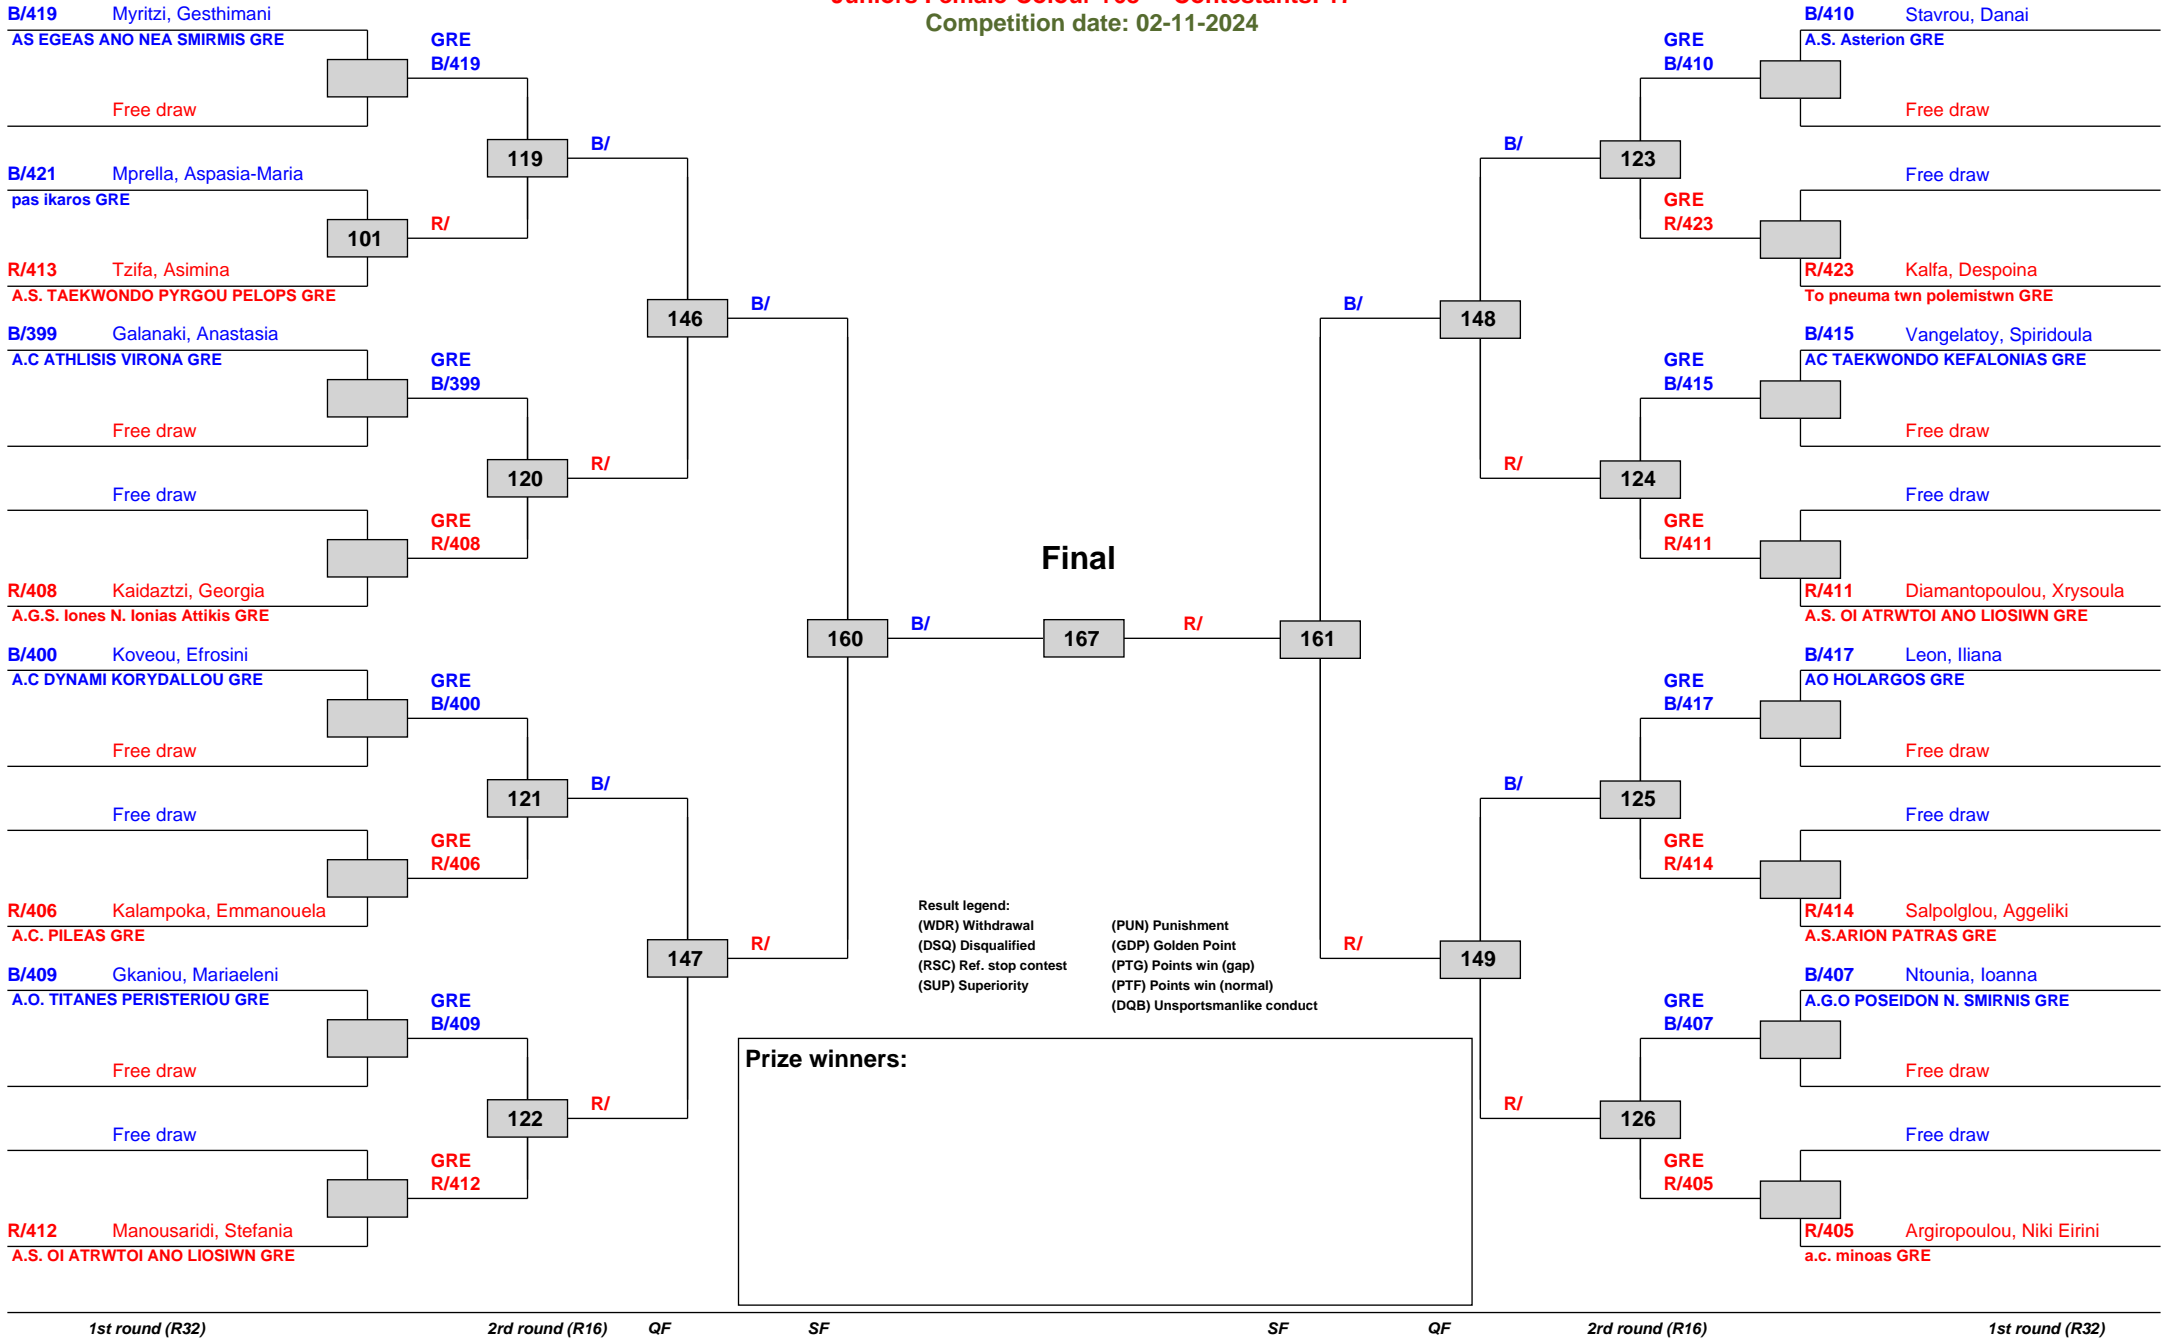 Competition date: 02-11-2024
B/419 Myritzi, Gesthimani
AS EGEAS ANO NEA SMIRMIS GRE
GRE
B/419
Free draw
119
B/
B/421 Mprella, Aspasia-Maria
pas ikaros GRE
101
R/
R/413 Tzifa, Asimina
A.S. TAEKWONDO PYRGOU PELOPS GRE
146
B/
B/399 Galanaki, Anastasia
A.C ATHLISIS VIRONA GRE
GRE
B/399
Free draw
120
R/
Free draw
GRE
R/408
R/408 Kaidaztzi, Georgia
A.G.S. Iones N. Ionias Attikis GRE
160
B/
B/400 Koveou, Efrosini
A.C DYNAMI KORYDALLOU GRE
GRE
B/400
Free draw
121
B/
Free draw
GRE
R/406
R/406 Kalampoka, Emmanouela
A.C. PILEAS GRE
147
R/
B/409 Gkaniou, Mariaeleni
A.O. TITANES PERISTERIOU GRE
GRE
B/409
Free draw
122
R/
Free draw
GRE
R/412
R/412 Manousaridi, Stefania
A.S. OI ATRWTOI ANO LIOSIWN GRE
Final
167
R/
B/410 Stavrou, Danai
A.S. Asterion GRE
GRE
B/410
Free draw
B/
123
Free draw
GRE
R/423
R/423 Kalfa, Despoina
To pneuma twn polemistwn GRE
B/
148
B/415 Vangelatoy, Spiridoula
AC TAEKWONDO KEFALONIAS GRE
GRE
B/415
Free draw
R/
124
Free draw
GRE
R/411
R/411 Diamantopoulou, Xrysoula
A.S. OI ATRWTOI ANO LIOSIWN GRE
161
B/417 Leon, Iliana
AO HOLARGOS GRE
GRE
B/417
Free draw
B/
125
Free draw
GRE
R/414
R/414 Salpolglou, Aggeliki
A.S.ARION PATRAS GRE
R/
149
B/407 Ntounia, Ioanna
A.G.O POSEIDON N. SMIRNIS GRE
GRE
B/407
Free draw
R/
126
Free draw
GRE
R/405
R/405 Argiropoulou, Niki Eirini
a.c. minoas GRE
Result legend:
(WDR) Withdrawal (PUN) Punishment
(DSQ) Disqualified (GDP) Golden Point
(RSC) Ref. stop contest (PTG) Points win (gap)
(SUP) Superiority (PTF) Points win (normal)
(DQB) Unsportsmanlike conduct
Prize winners:
1st round (R32) 2rd round (R16) QF SF SF QF 2rd round (R16) 1st round (R32)